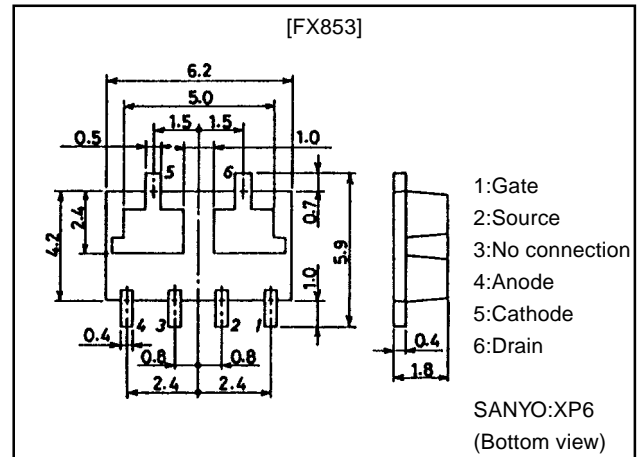 [FX853]
6.2
5.0
1.5 1.5
0.5 1.0
5 6
4.2
2.4
0.7
5.9
1.0
4 3 2 1
0.4
0.8 0.8
2.4 2.4
0.4
1.8
1:Gate
2:Source
3:No connection
4:Anode
5:Cathode
6:Drain
SANYO:XP6
(Bottom view)